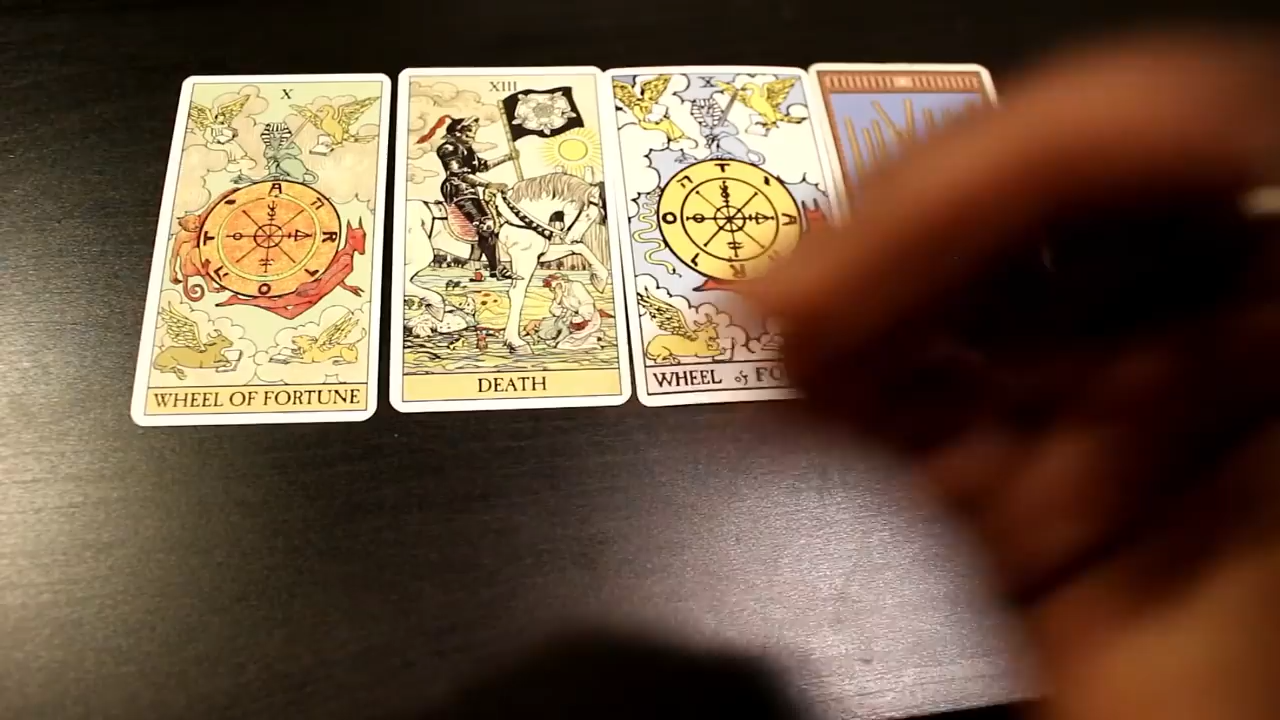 X
WHEEL OF FORTUNE
XIII
DEATH
X
WHEEL of FO